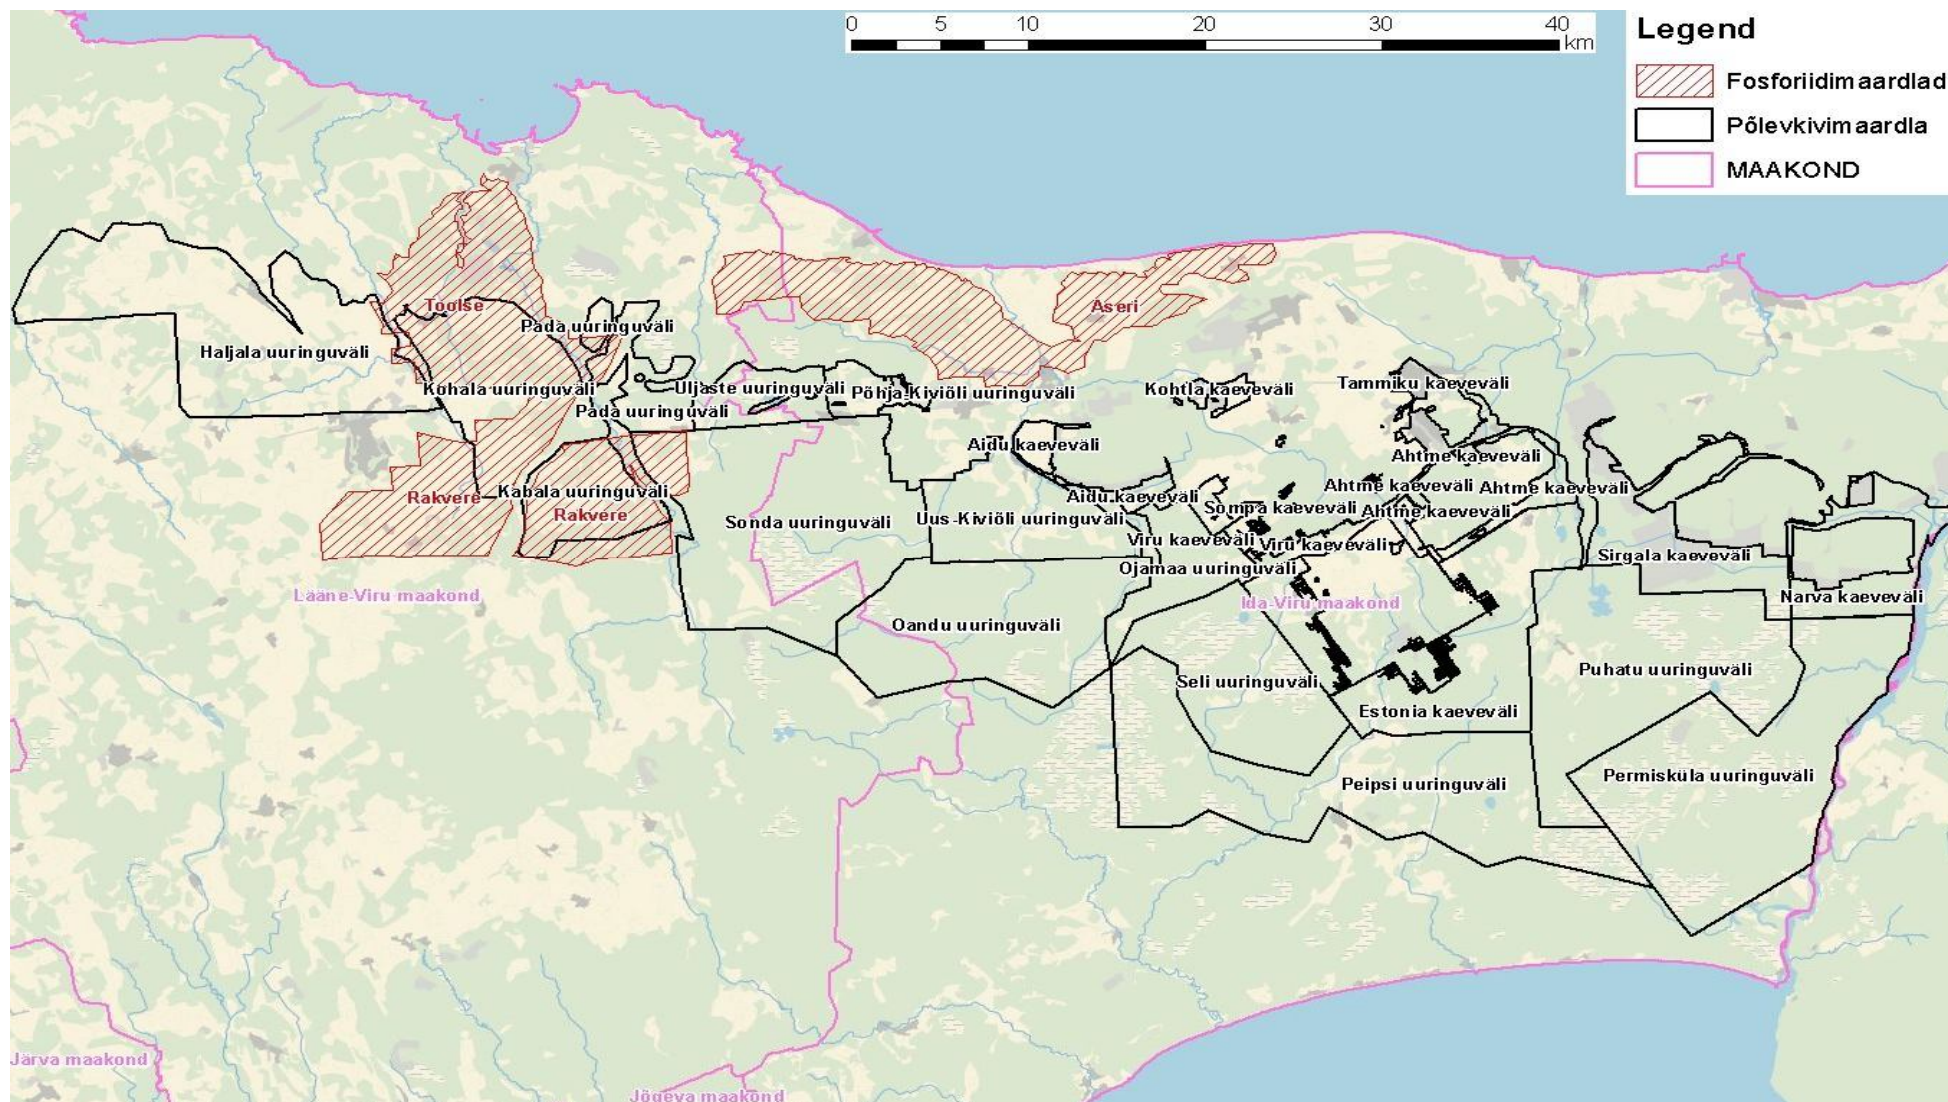 0 5 10 20 30 40
km
Legend
Fosforiidimaardlad
Põlevkivimaardla
MAAKOND
Toolse
Aseri
Pada uuringuväli
Haljala uuringuväli
Kohala uuringuväli
Uljaste uuringuväli
Põhja-Kiviõli uuringuväli
Kohtla kaeveväli
Tammiku kaeveväli
Pada uuringuväli
Aidu kaeveväli
Ahtme kaeveväli
Rakvere
Kabala uuringuväli
Aidu kaeveväli
Ahtme kaeveväli
Ahtme kaeveväli
Rakvere
Sonda uuringuväli
Uus-Kiviõli uuringuväli
Sompa kaeveväli
Ahtme kaeveväli
Viru kaeveväli
Viru kaeveväli
Sirgala kaeveväli
Ojamaa uuringuväli
Lääne-Viru maakond
Ida-Viru maakond
Narva kaeveväli
Oandu uuringuväli
Puhatu uuringuväli
Seli uuringuväli
Estonia kaeveväli
Peipsi uuringuväli
Permisküla uuringuväli
Järva maakond
Jõgeva maakond